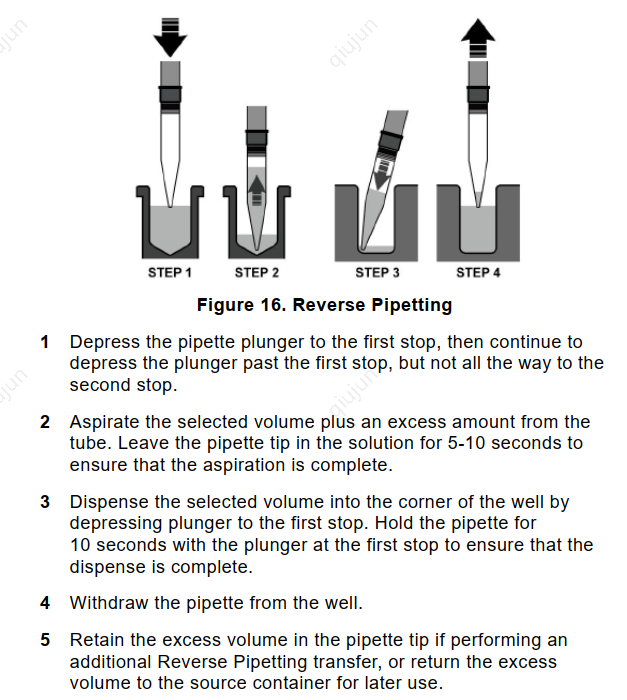 STEP 1
STEP 2
STEP 3
STEP 4
Figure 16. Reverse Pipetting
1 Depress the pipette plunger to the first stop, then continue to
depress the plunger past the first stop, but not all the way to the
second stop.
2 Aspirate the selected volume plus an excess amount from the
tube. Leave the pipette tip in the solution for 5-10 seconds to
ensure that the aspiration is complete.
3 Dispense the selected volume into the corner of the well by
depressing plunger to the first stop. Hold the pipette for
10 seconds with the plunger at the first stop to ensure that the
dispense is complete.
4 Withdraw the pipette from the well.
5 Retain the excess volume in the pipette tip if performing an
additional Reverse Pipetting transfer, or return the excess
volume to the source container for later use.
qiujun
qiujun